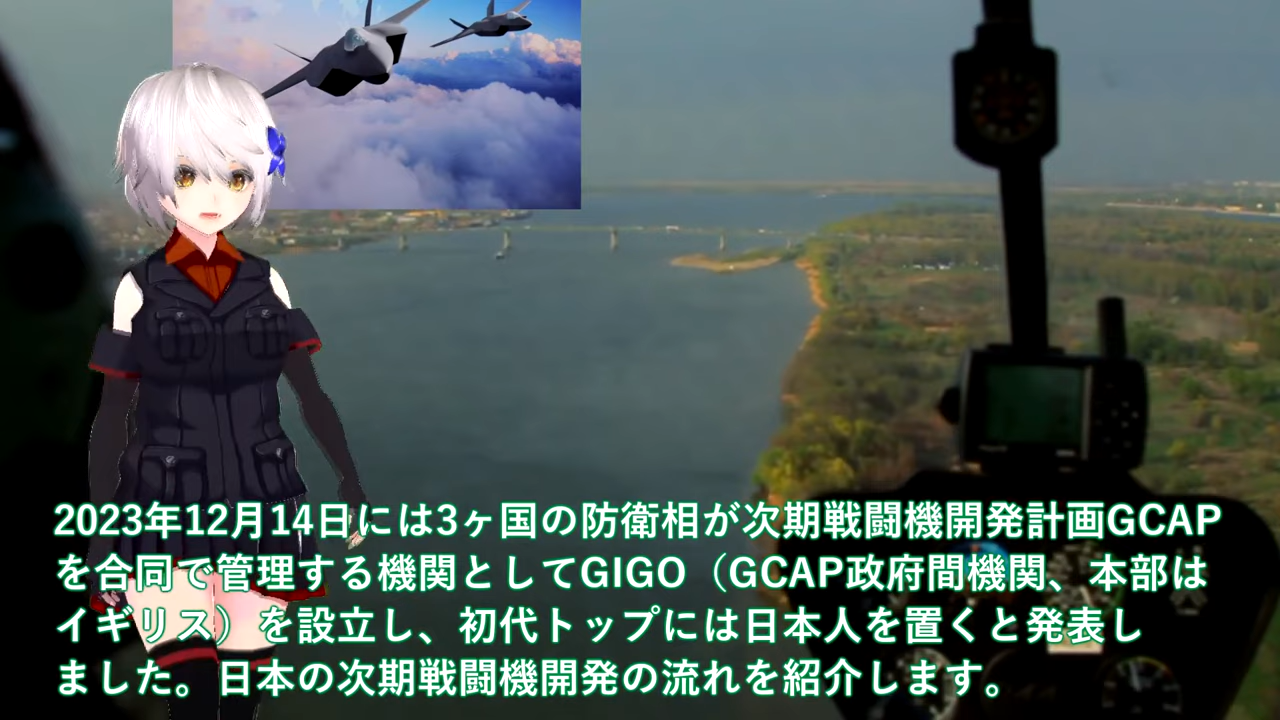 2023年12月14日には3ヶ国の防衛相が次期戦闘機開発計画GCAP
を合同で管理する機関としてGIGO（GCAP政府間機関、本部は
イギリス）を設立し、初代トップには日本人を置くと発表し
ました。日本の次期戦闘機開発の流れを紹介します。